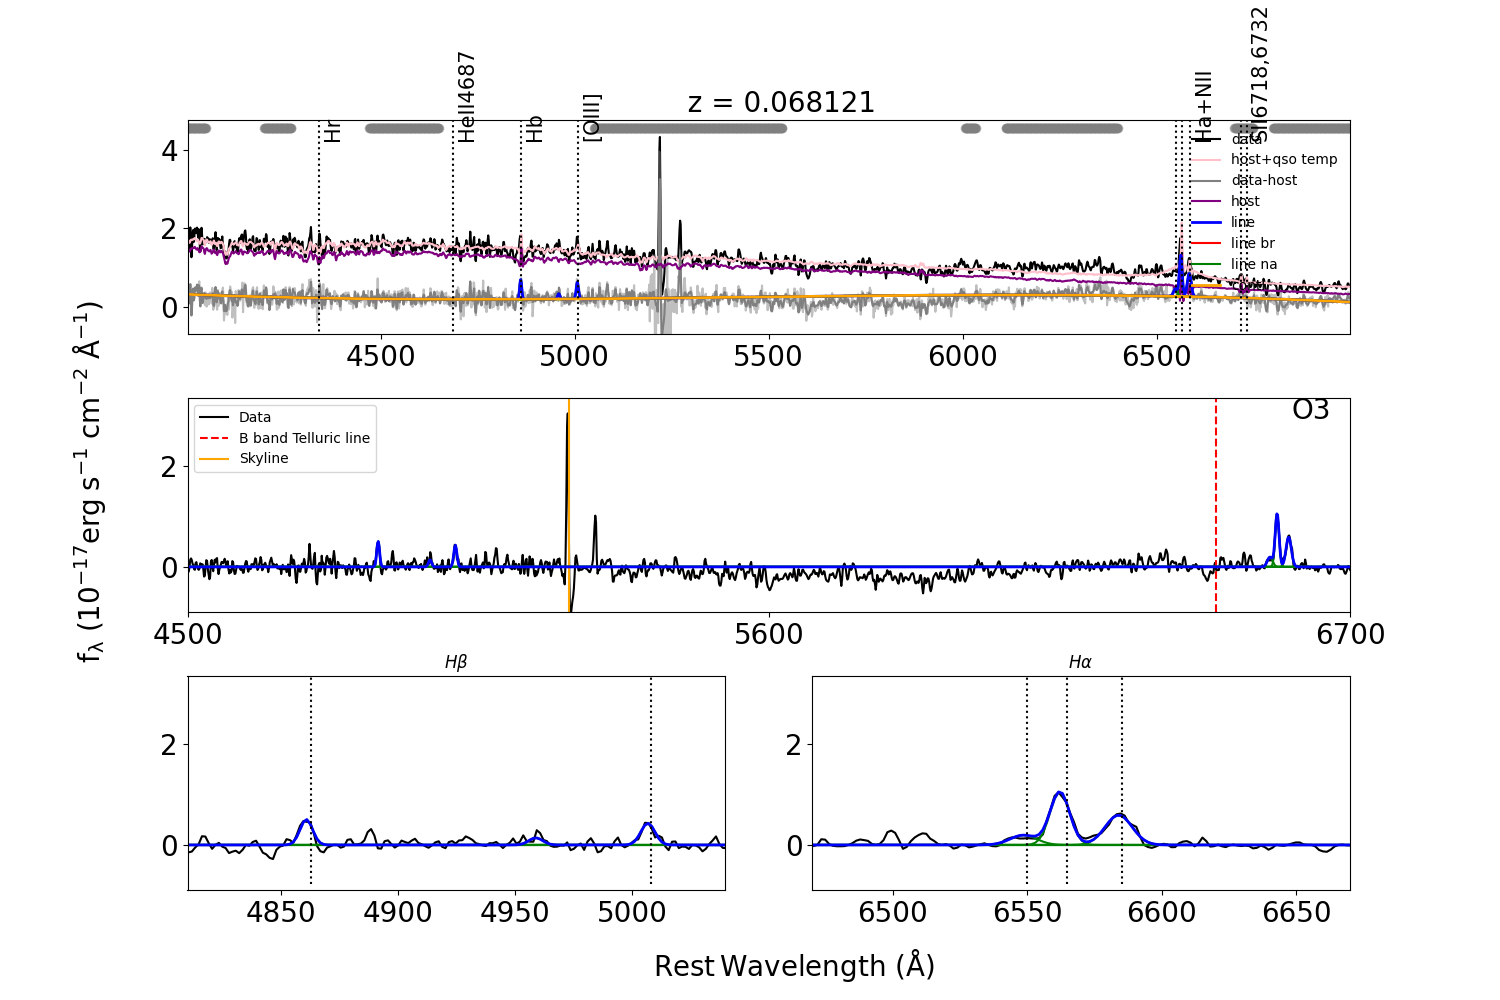 z = 0.068121
Hr
HeII4687
Hb
[OIII]
Ha+NII
SII6718,6732
data
host+qso temp
data-host
host
line
line br
line na
4
2
0
4500
5000
5500
6000
6500
Data
B band Telluric line
Skyline
O3
2
0
4500
5600
6700
fλ (10⁻¹⁷erg s⁻¹ cm⁻² Å⁻¹)
Hβ
2
0
4850
4900
4950
5000
Hα
2
0
6500
6550
6600
6650
Rest Wavelength (Å)